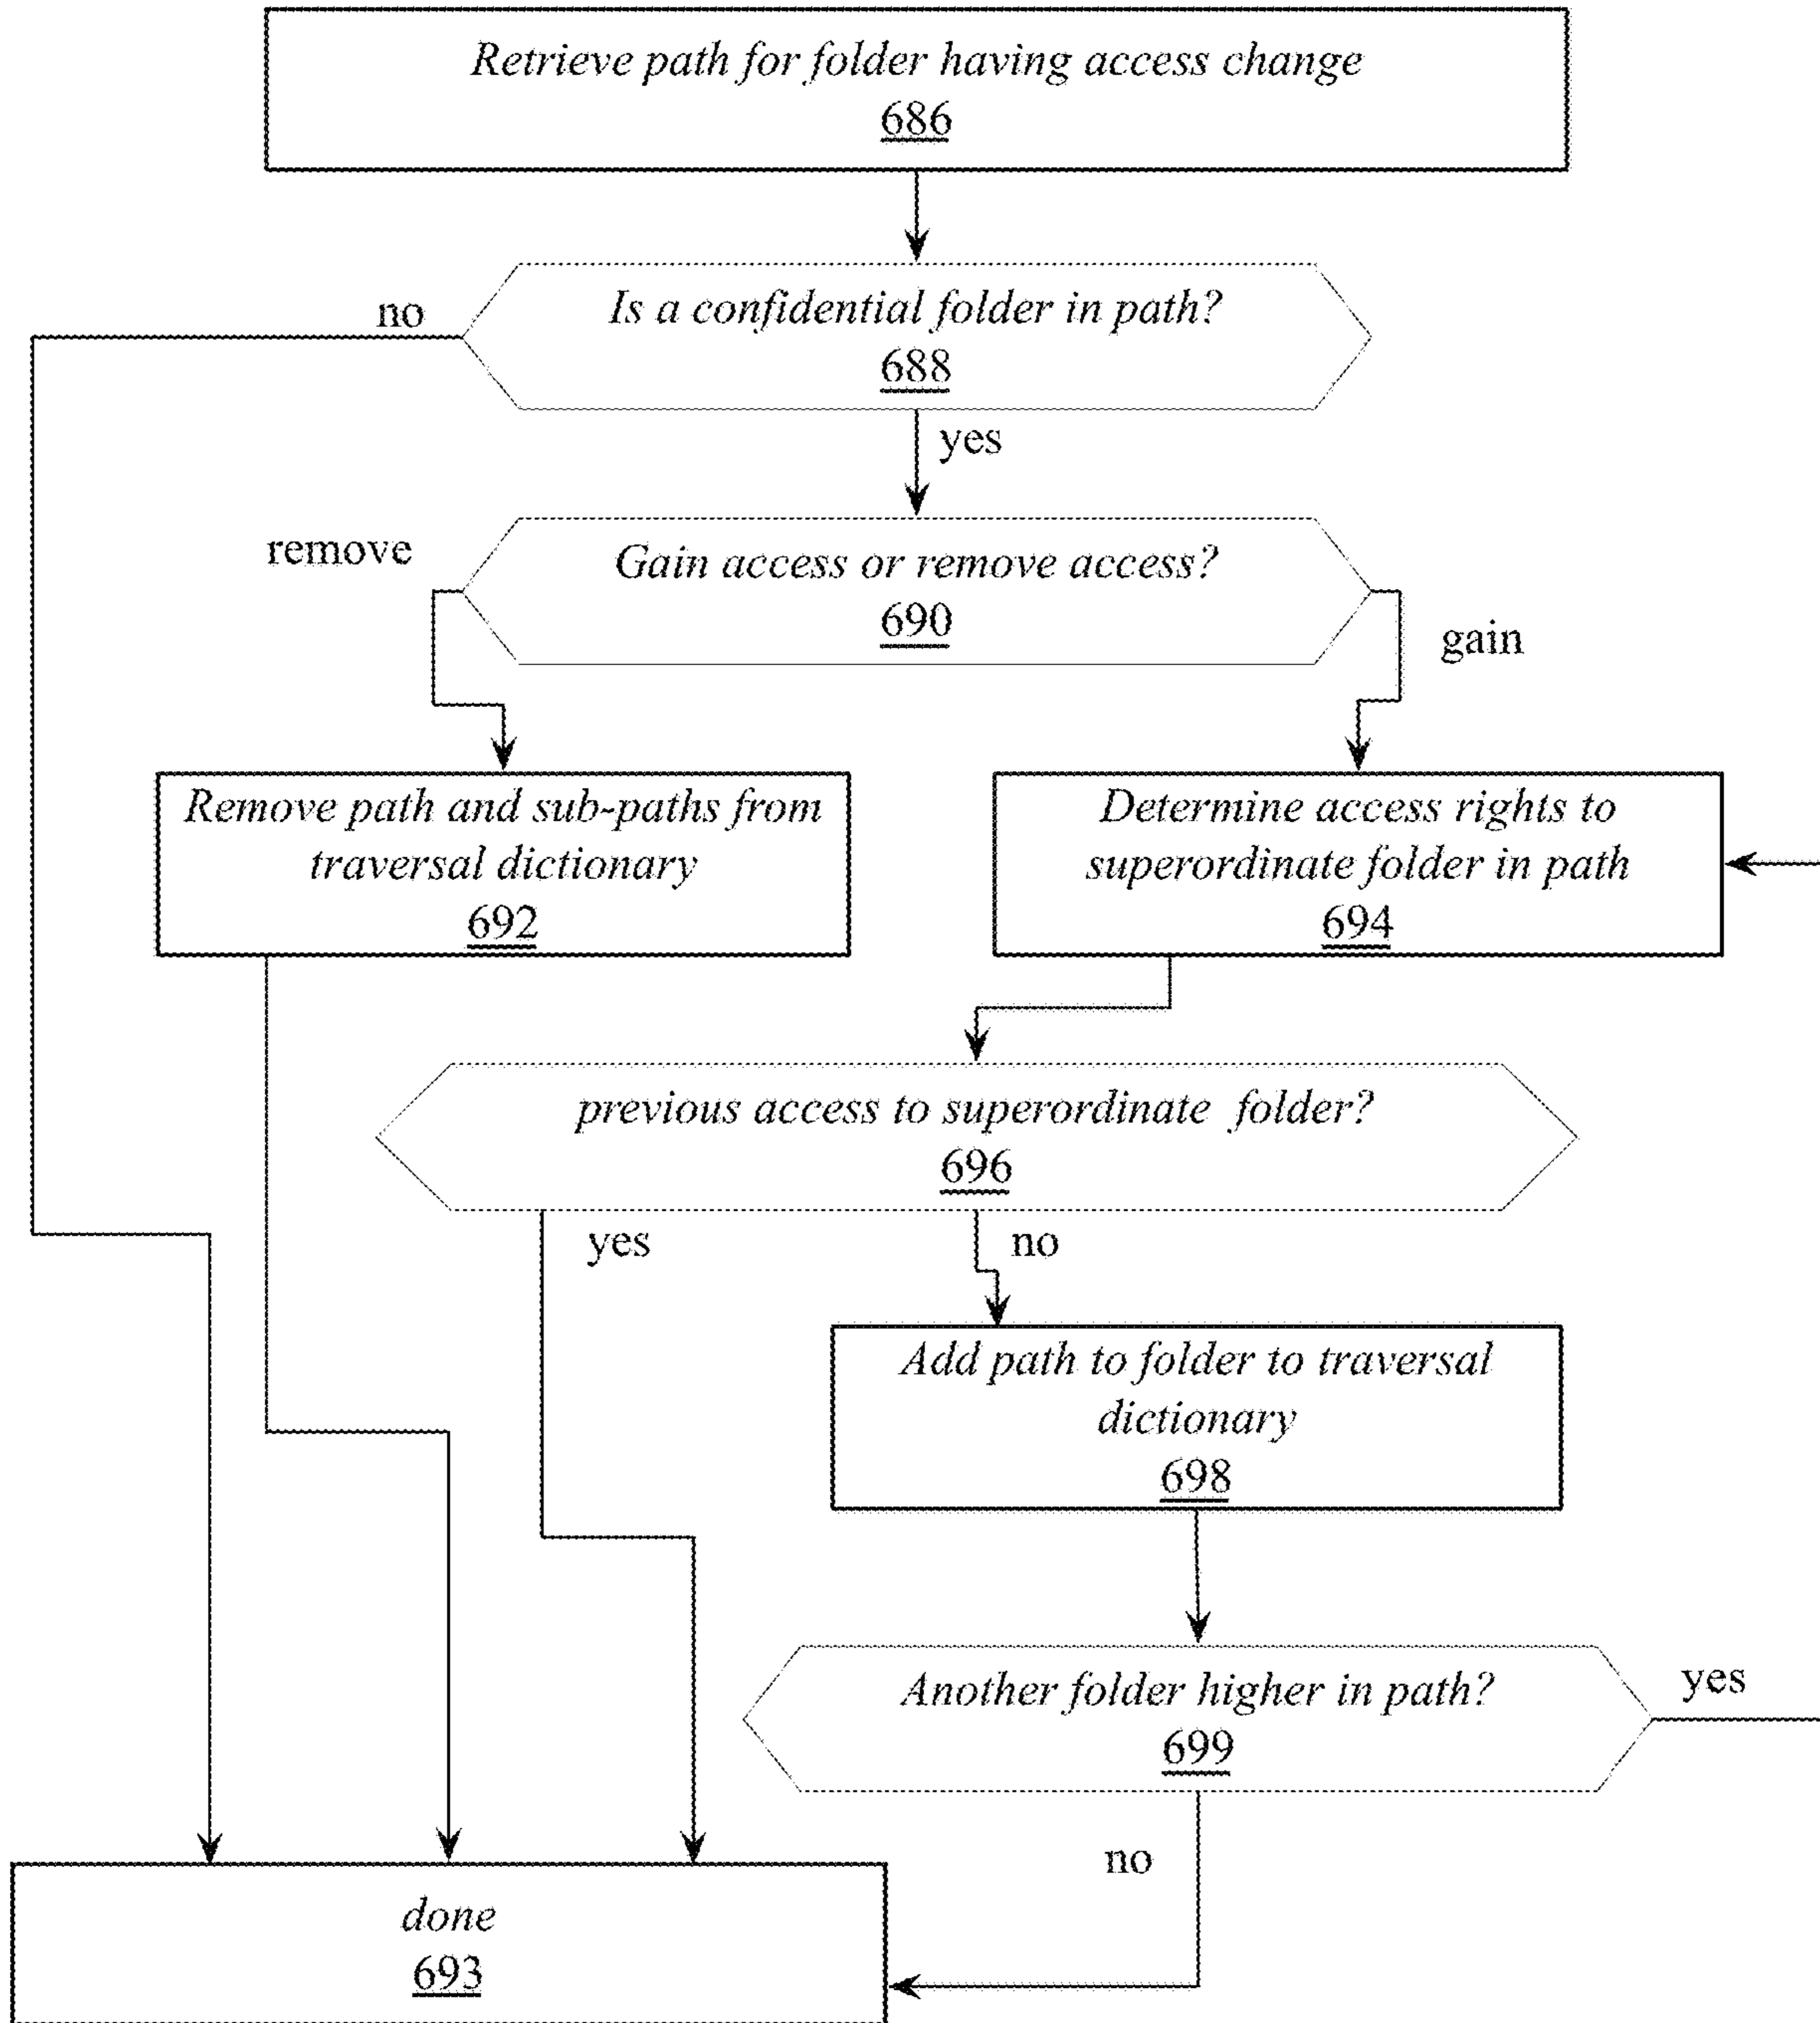 Retrieve path for folder having access change
686
no
Is a confidential folder in path?
688
yes
remove
Gain access or remove access?
690
gain
Remove path and sub-paths from
traversal dictionary
692
Determine access rights to
superordinate folder in path
694
previous access to superordinate folder?
696
yes
no
Add path to folder to traversal
dictionary
698
Another folder higher in path?
699
yes
no
done
693